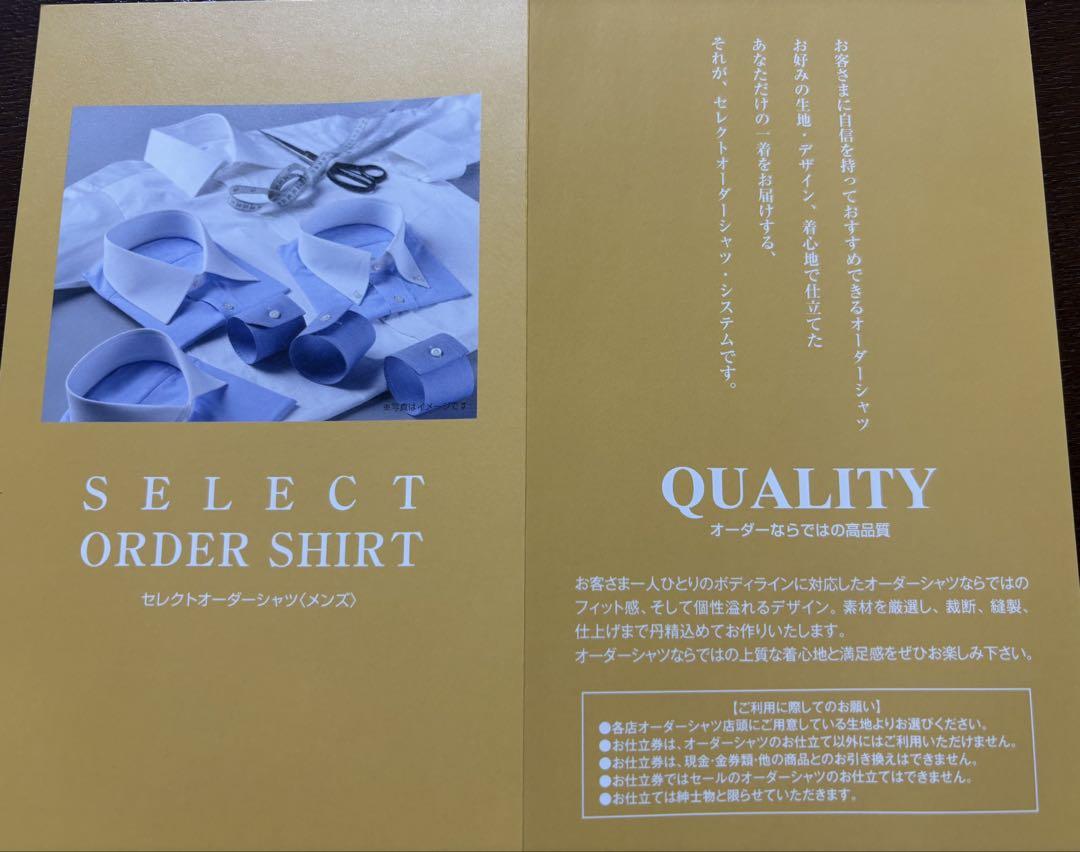 ※写真はイメージです
SELECT
ORDER SHIRT
セレクトオーダーシャツ〈メンズ〉
お客さまに自信を持っておすすめできるオーダーシャツ
お好みの生地・デザイン、着心地で仕立てた
あなただけの一着をお届けする、
それが、セレクトオーダーシャツ・システムです。
QUALITY
オーダーならではの高品質
お客さま一人ひとりのボディラインに対応したオーダーシャツならではの
フィット感、そして個性溢れるデザイン。素材を厳選し、裁断、縫製、
仕上げまで丹精込めてお作りいたします。
オーダーシャツならではの上質な着心地と満足感をぜひお楽しみ下さい。
【ご利用に際してのお願い】
●各店オーダーシャツ店頭にご用意している生地よりお選びください。
●お仕立券は、オーダーシャツのお仕立て以外にはご利用いただけません。
●お仕立券は、現金・金券類・他の商品とのお引き換えはできません。
●お仕立券ではセールのオーダーシャツのお仕立てはできません。
●お仕立ては紳士物と限らせていただきます。